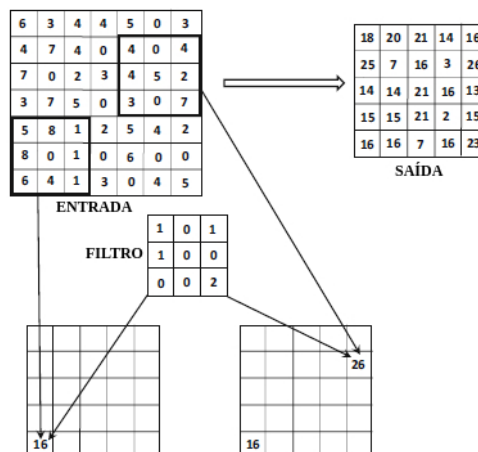 6 3 4 4 5 0 3
4 7 4 0 4 0 4
7 0 2 3 4 5 2
3 7 5 0 3 0 7
5 8 1 2 5 4 2
8 0 1 0 6 0 0
6 4 1 3 0 4 5
ENTRADA
18 20 21 14 16
25 7 16 3 26
14 14 21 16 13
15 15 21 2 15
16 16 7 16 23
SAÍDA
FILTRO
1 0 1
1 0 0
0 0 2
16
26
16